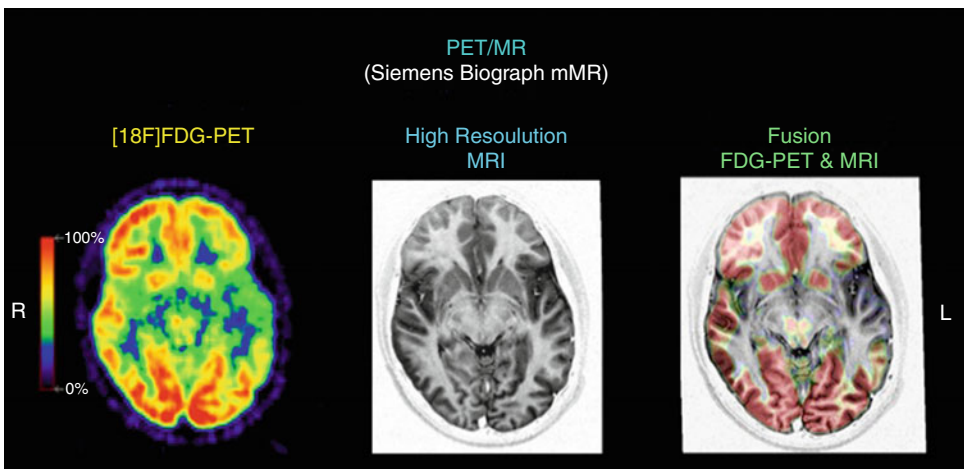 PET/MR
(Siemens Biograph mMR)
[18F]FDG-PET
High Resoulution
MRI
Fusion
FDG-PET & MRI
100%
R
L
0%